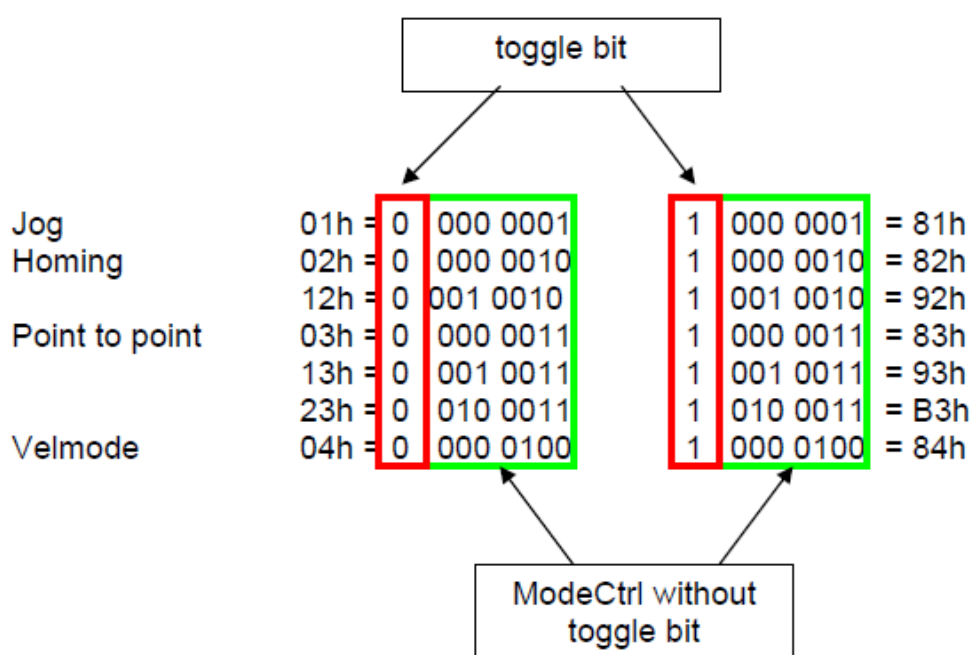 toggle bit
Jog 01h = 0 000 0001 1 000 0001 = 81h
Homing 02h = 0 000 0010 1 000 0010 = 82h
12h = 0 001 0010 1 001 0010 = 92h
Point to point 03h = 0 000 0011 1 000 0011 = 83h
13h = 0 001 0011 1 001 0011 = 93h
23h = 0 010 0011 1 010 0011 = B3h
Velmode 04h = 0 000 0100 1 000 0100 = 84h
ModeCtrl without
toggle bit